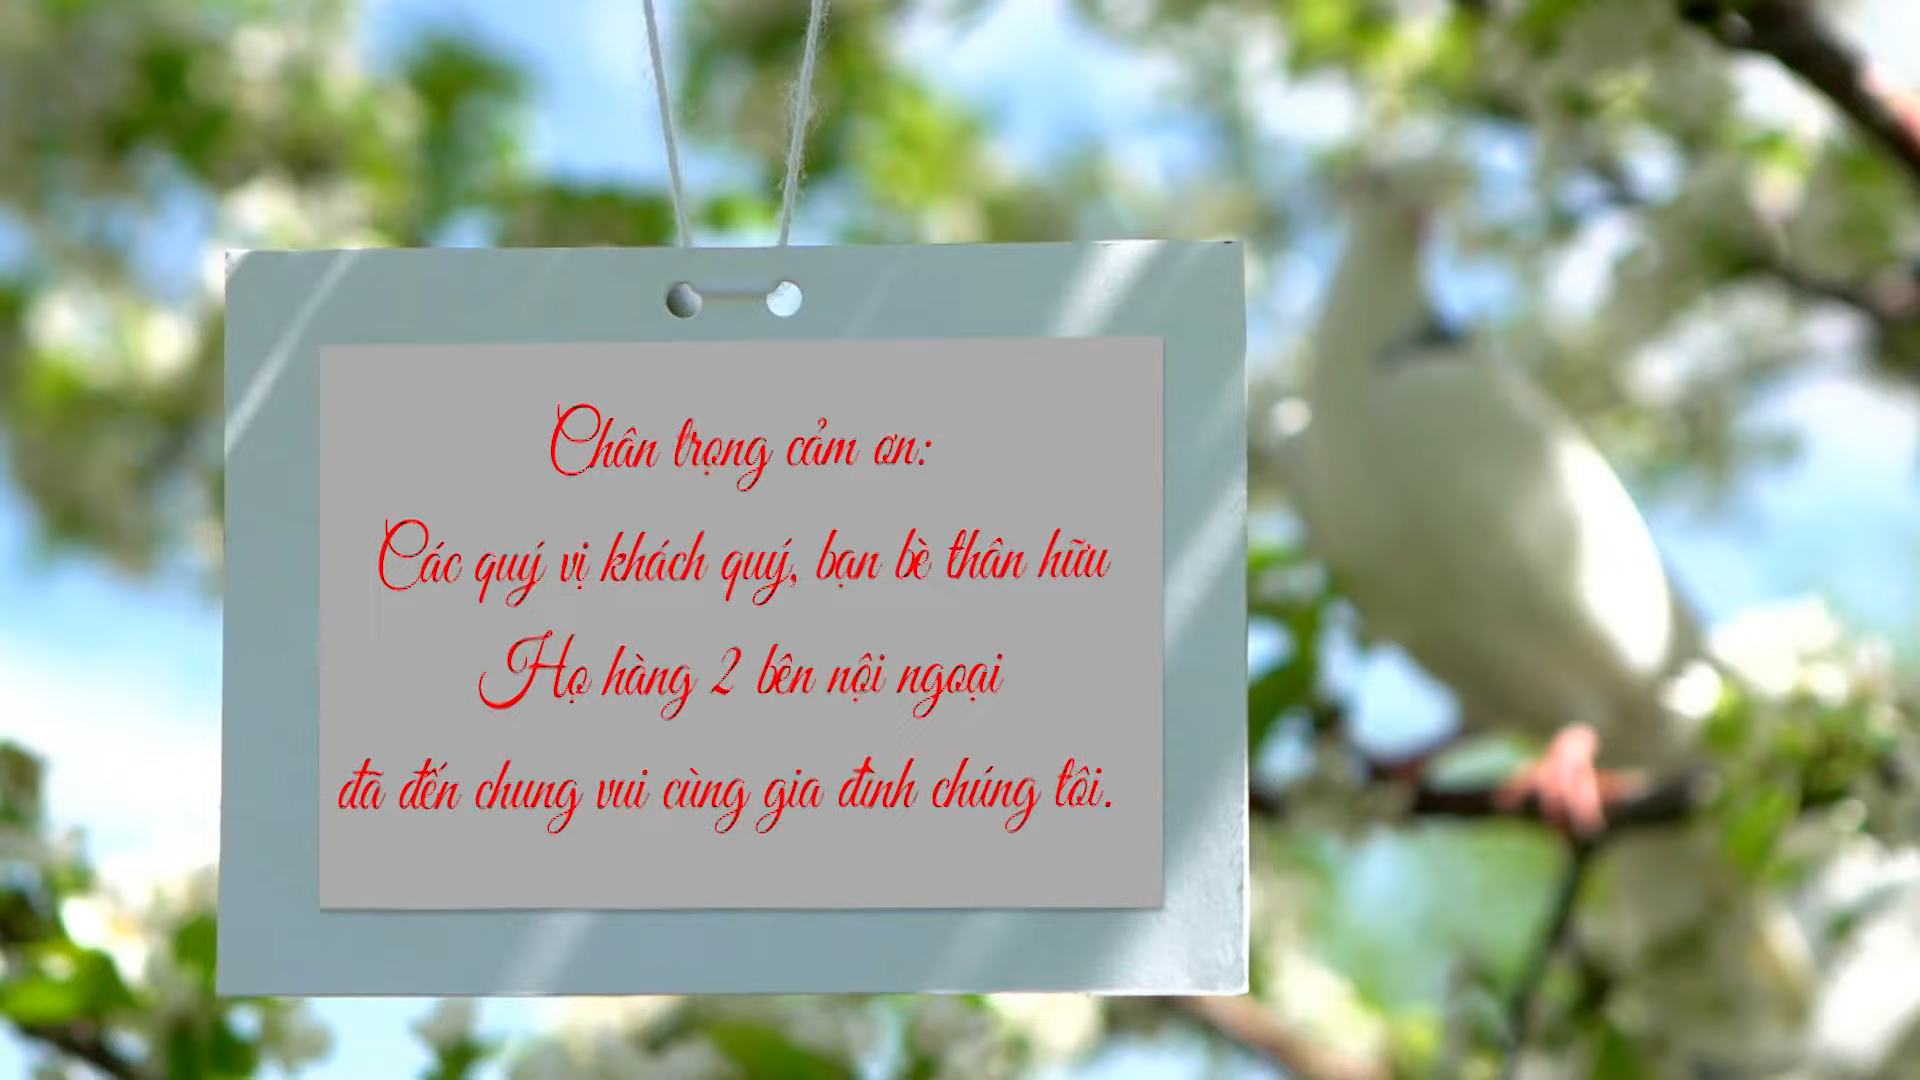 Chân trọng cảm ơn:
Các quý vị khách quý, bạn bè thân hữu
Họ hàng 2 bên nội ngoại
đã đến chung vui cùng gia đình chúng tôi.